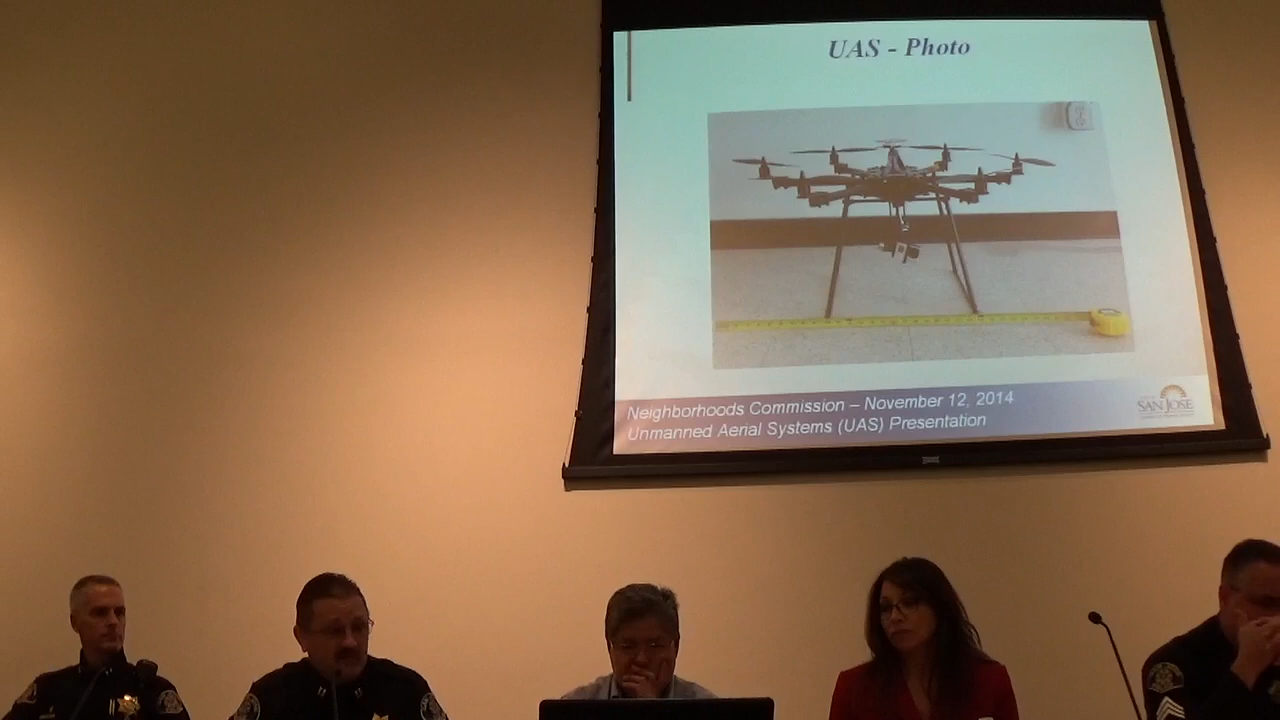 UAS - Photo
Neighborhoods Commission – November 12, 2014
Unmanned Aerial Systems (UAS) Presentation
SAN JOSE